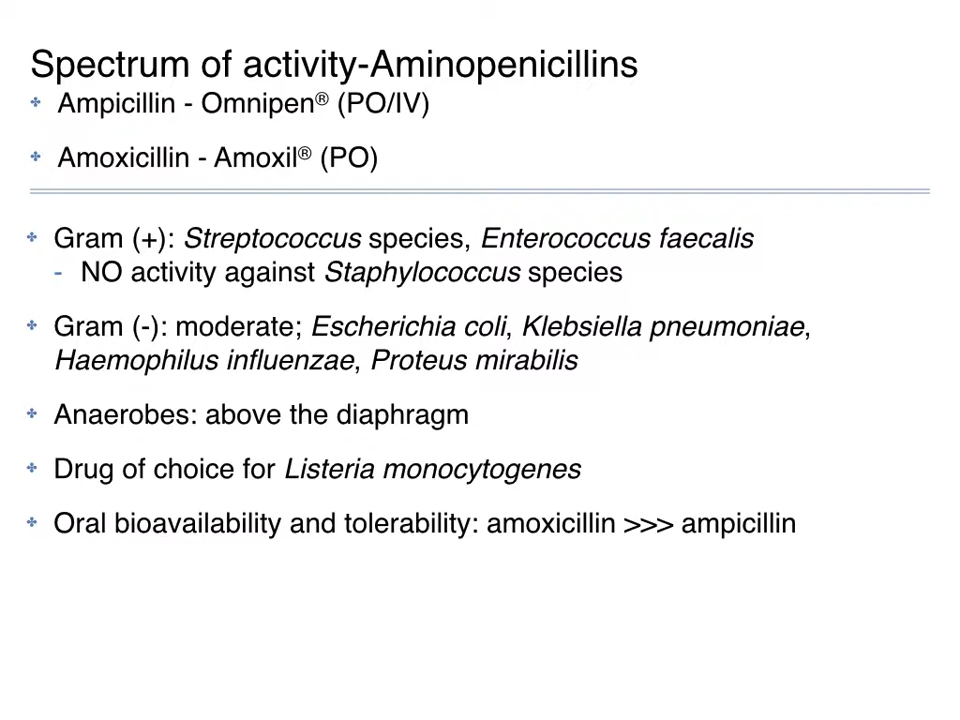 Spectrum of activity-Aminopenicillins
Ampicillin - Omnipen® (PO/IV)
Amoxicillin - Amoxil® (PO)
Gram (+): Streptococcus species, Enterococcus faecalis
- NO activity against Staphylococcus species
Gram (-): moderate; Escherichia coli, Klebsiella pneumoniae,
Haemophilus influenzae, Proteus mirabilis
Anaerobes: above the diaphragm
Drug of choice for Listeria monocytogenes
Oral bioavailability and tolerability: amoxicillin >>> ampicillin